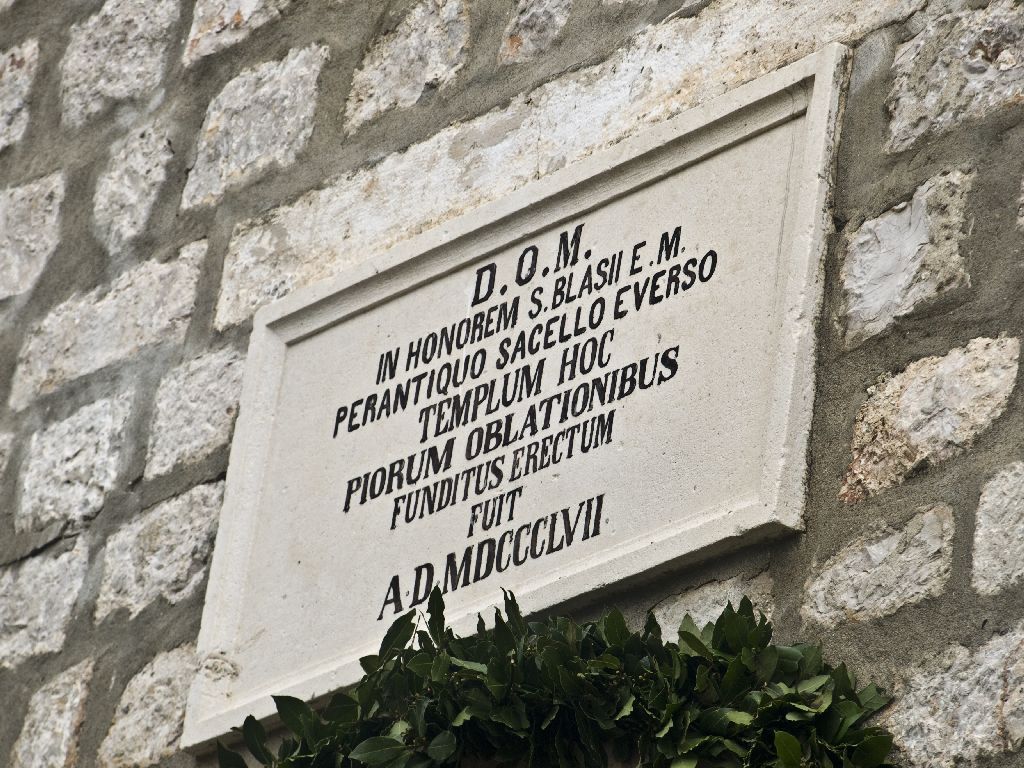 D.O.M.
IN HONOREM S.BLASII E.M.
PERANTIQUO SACELLO EVERSO
TEMPLUM HOC
PIORUM OBLATIONIBUS
FUNDITUS ERECTUM
FUIT
A.D.MDCCCLVII